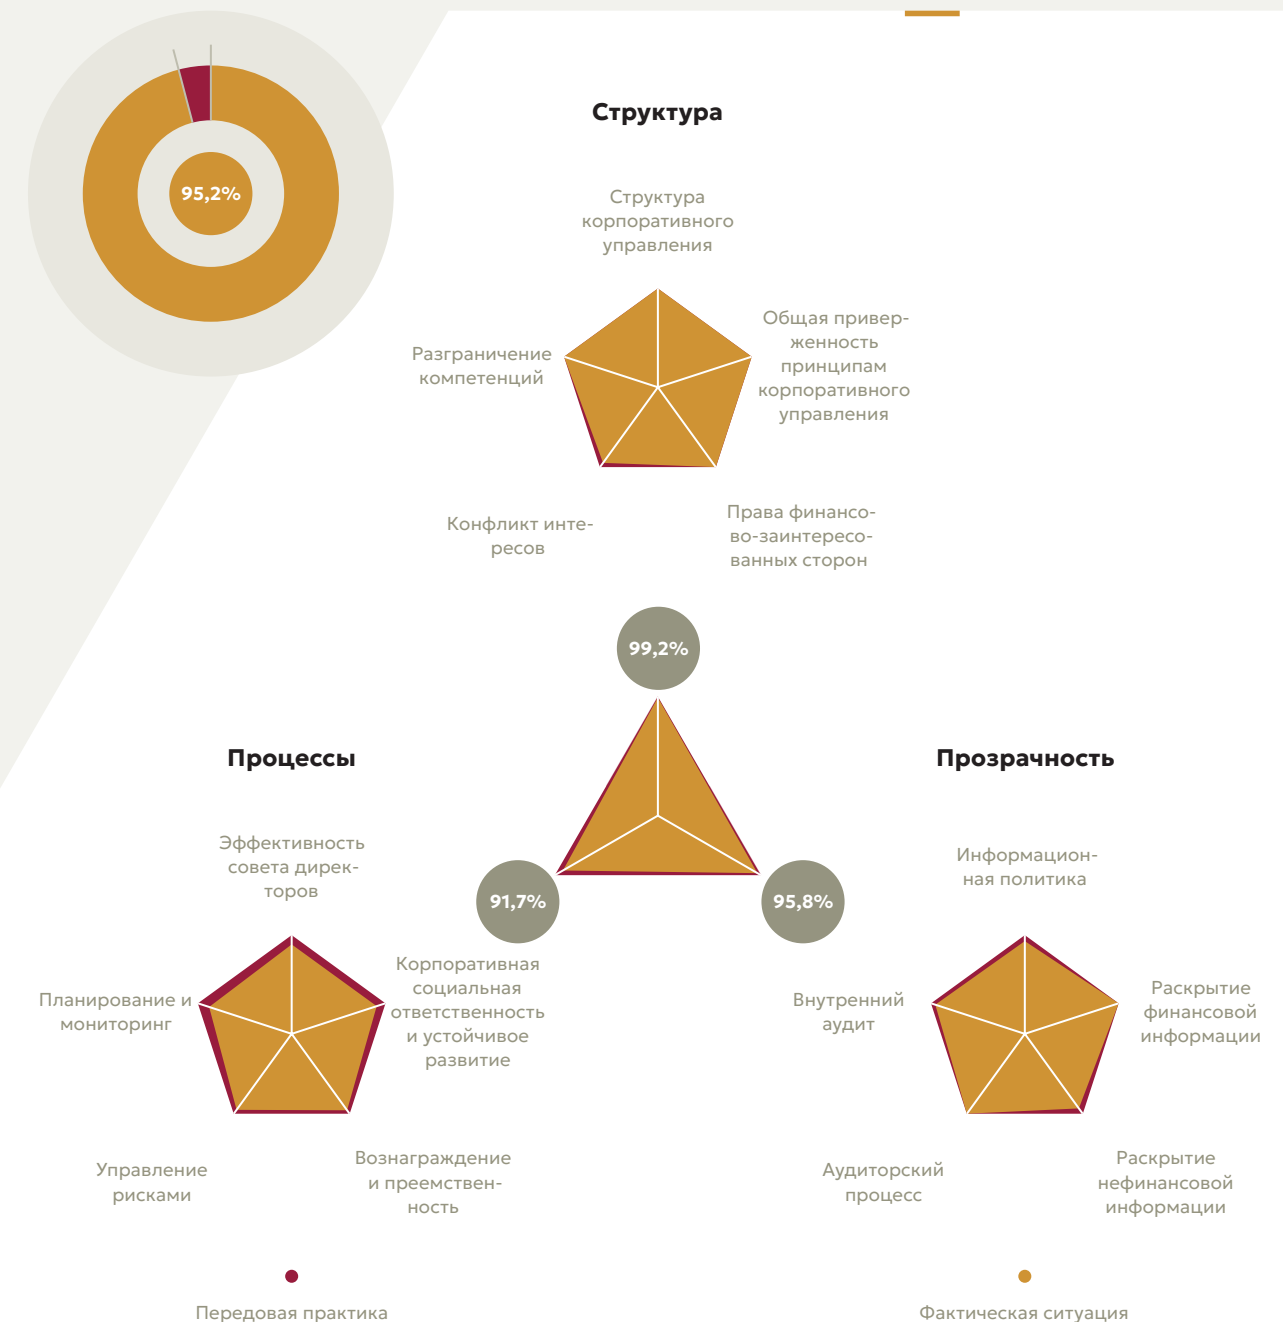 95,2%
Структура
Структура
корпоративного
управления
Общая привер-
женность
принципам
корпоративного
управления
Разграничение
компетенций
Конфликт инте-
ресов
Права финансо-
во-заинтересо-
ванных сторон
99,2%
Процессы
Прозрачность
Эффективность
совета дирек-
торов
91,7%
95,8%
Информацион-
ная политика
Корпоративная
социальная
ответственность
и устойчивое
развитие
Планирование и
мониторинг
Внутренний
аудит
Раскрытие
финансовой
информации
Управление
рисками
Вознаграждение
и преемствен-
ность
Аудиторский
процесс
Раскрытие
нефинансовой
информации
Передовая практика
Фактическая ситуация